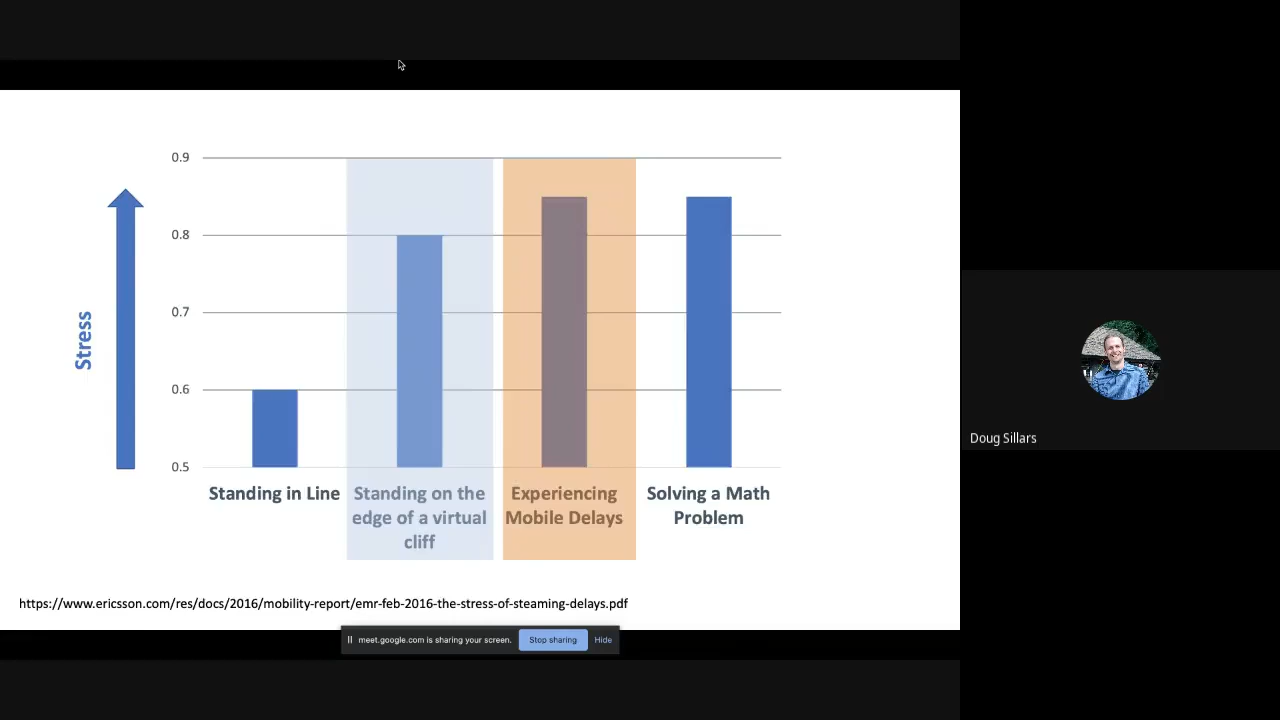 0.9
0.8
0.7
0.6
0.5
Stress
Standing in Line
Standing on the
edge of a virtual
cliff
Experiencing
Mobile Delays
Solving a Math
Problem
https://www.ericsson.com/res/docs/2016/mobility-report/emr-feb-2016-the-stress-of-steaming-delays.pdf
meet.google.com is sharing your screen. Stop sharing Hide
Doug Sillars